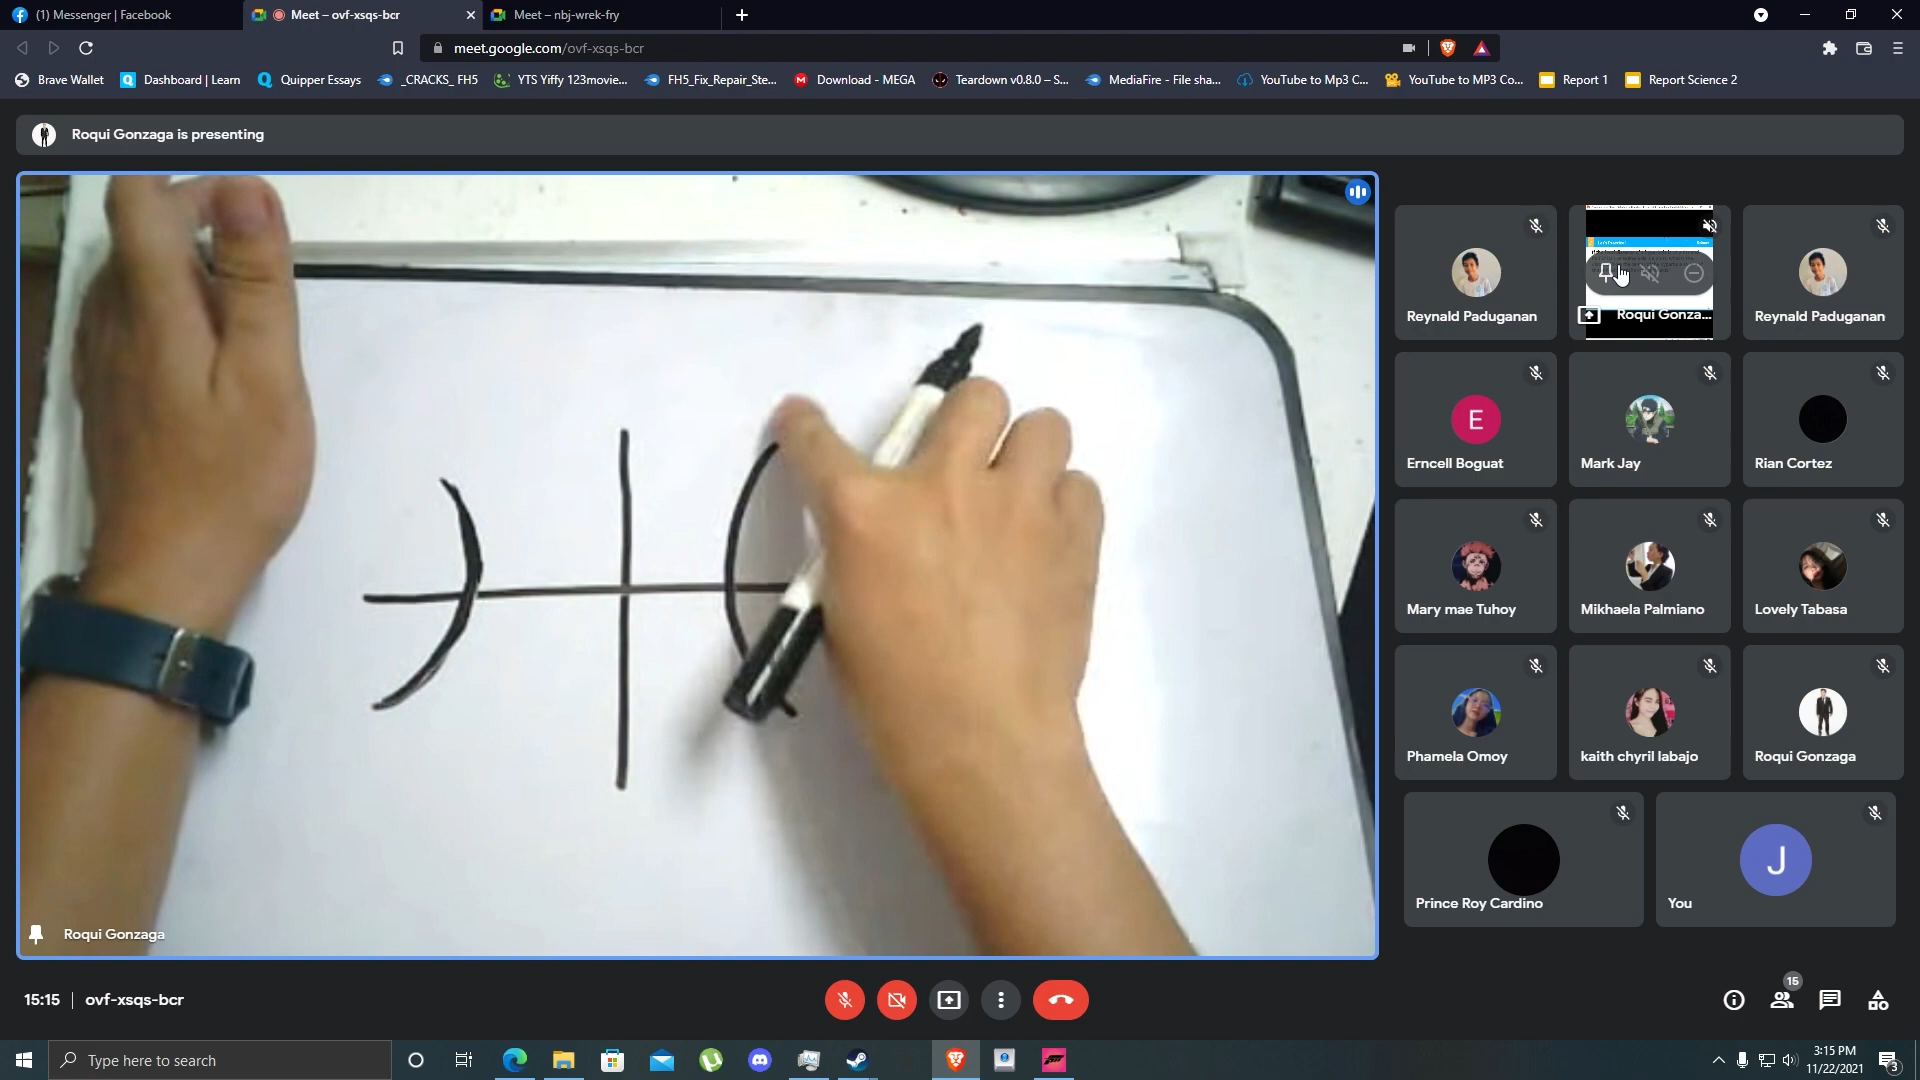 (1) Messenger | Facebook
Meet – ovf-xsqs-bcr
Meet – nbj-wrek-fry
meet.google.com/ovf-xsqs-bcr
Brave Wallet
Dashboard | Learn
Quipper Essays
_CRACKS_ FH5
YTS Yiffy 123movie...
FH5_Fix_Repair_Ste...
Download - MEGA
Teardown v0.8.0 – S...
MediaFire - File sha...
YouTube to Mp3 C...
YouTube to MP3 Co...
Report 1
Report Science 2
Roqui Gonzaga is presenting
Reynald Paduganan
Roqui Gonza...
Reynald Paduganan
E
Erncell Boguat
Mark Jay
Rian Cortez
Mary mae Tuhoy
Mikhaela Palmiano
Lovely Tabasa
Phamela Omoy
kaith chyril labajo
Roqui Gonzaga
Prince Roy Cardino
J
You
Roqui Gonzaga
15:15 | ovf-xsqs-bcr
15
Type here to search
3:15 PM
11/22/2021
3